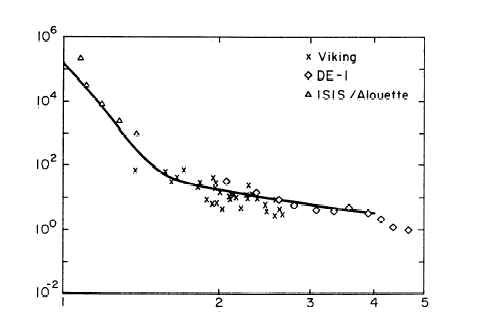 10^6
x Viking
◇ DE-1
10^4
△ ISIS/Alouette
10^2
10^0
10^-2
1 2 3 4 5